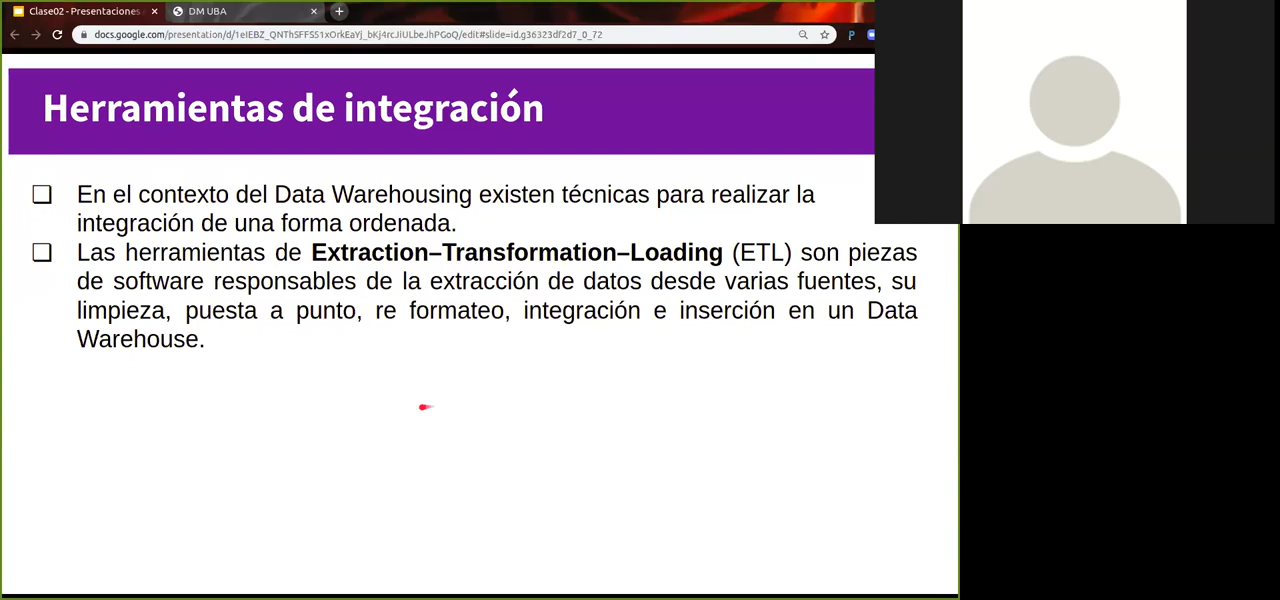 Clase02 - Presentaciones
DM UBA
docs.google.com/presentation/d/1eIEBZ_QNThSFFSS1xOrkEaYj_bKj4rcJiULbeJhPGoQ/edit#slide=id.g36323df2d7_0_72
Herramientas de integración
En el contexto del Data Warehousing existen técnicas para realizar la
integración de una forma ordenada.
Las herramientas de Extraction–Transformation–Loading (ETL) son piezas
de software responsables de la extracción de datos desde varias fuentes, su
limpieza, puesta a punto, re formateo, integración e inserción en un Data
Warehouse.